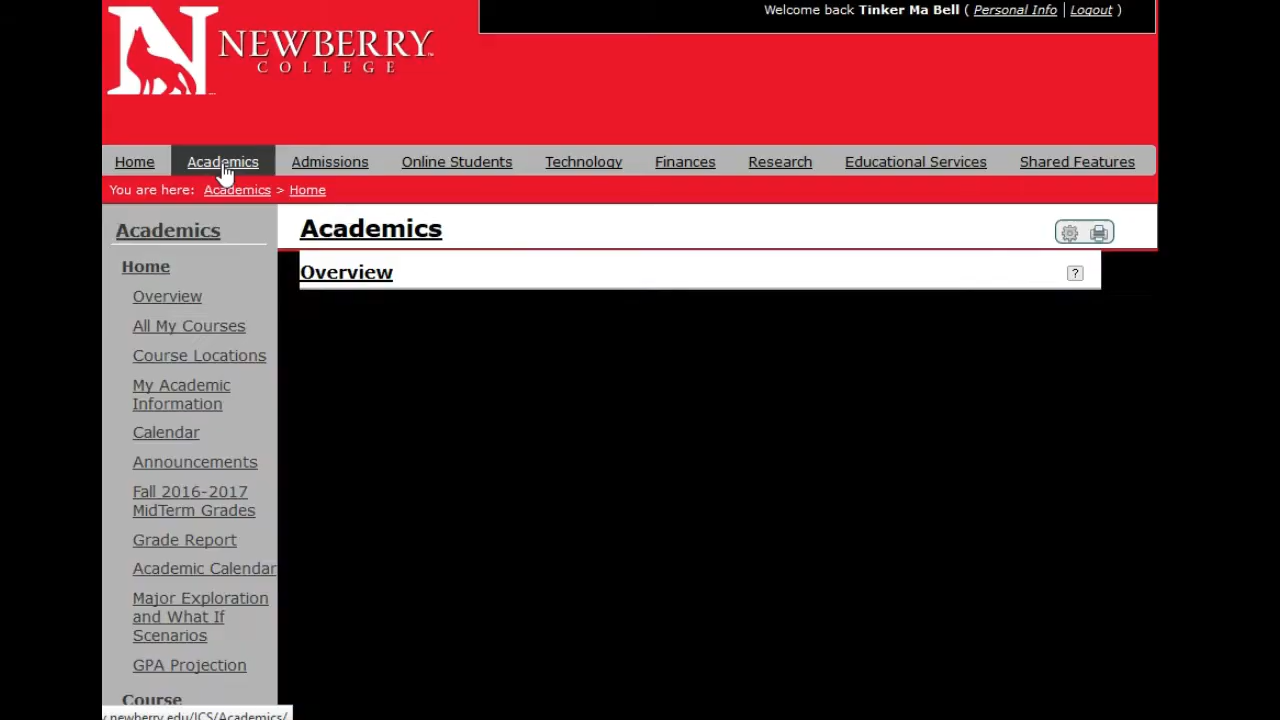 Welcome back Tinker Ma Bell ( Personal Info | Logout )
NEWBERRY
COLLEGE
Home Academics Admissions Online Students Technology Finances Research Educational Services Shared Features
You are here: Academics > Home
Academics
Academics
Home
Overview
?
Overview
All My Courses
Course Locations
My Academic
Information
Calendar
Announcements
Fall 2016-2017
MidTerm Grades
Grade Report
Academic Calendar
Major Exploration
and What If
Scenarios
GPA Projection
Course
.newberry.edu/ICS/Academics/